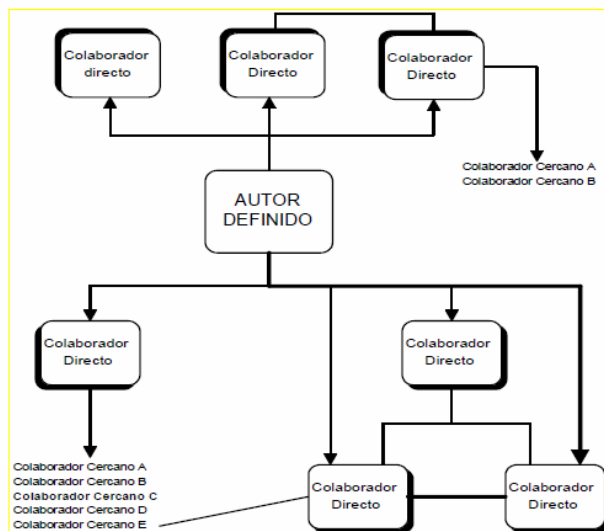 Colaborador
directo
Colaborador
Directo
Colaborador
Directo
Colaborador Cercano A
Colaborador Cercano B
AUTOR
DEFINIDO
Colaborador
Directo
Colaborador
Directo
Colaborador Cercano A
Colaborador Cercano B
Colaborador Cercano C
Colaborador Cercano D
Colaborador Cercano E
Colaborador
Directo
Colaborador
Directo